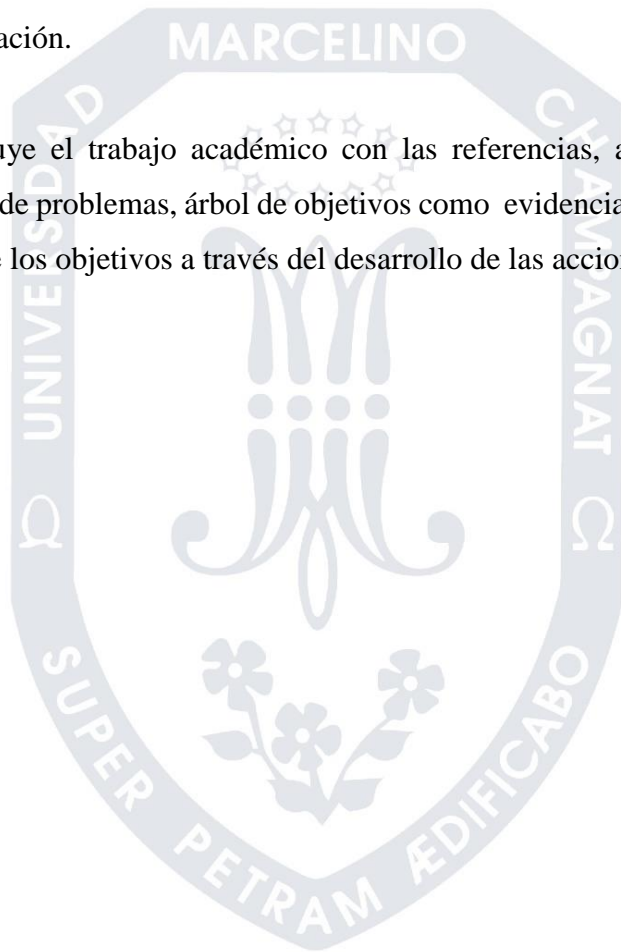 ación.
MARCELINO
uye el trabajo académico con las referencias, a
de problemas, árbol de objetivos como evidencia
e los objetivos a través del desarrollo de las accion
UNIVERSIDAD
CHAMPAGNAT
SUPER PETRAM ÆDIFICABO